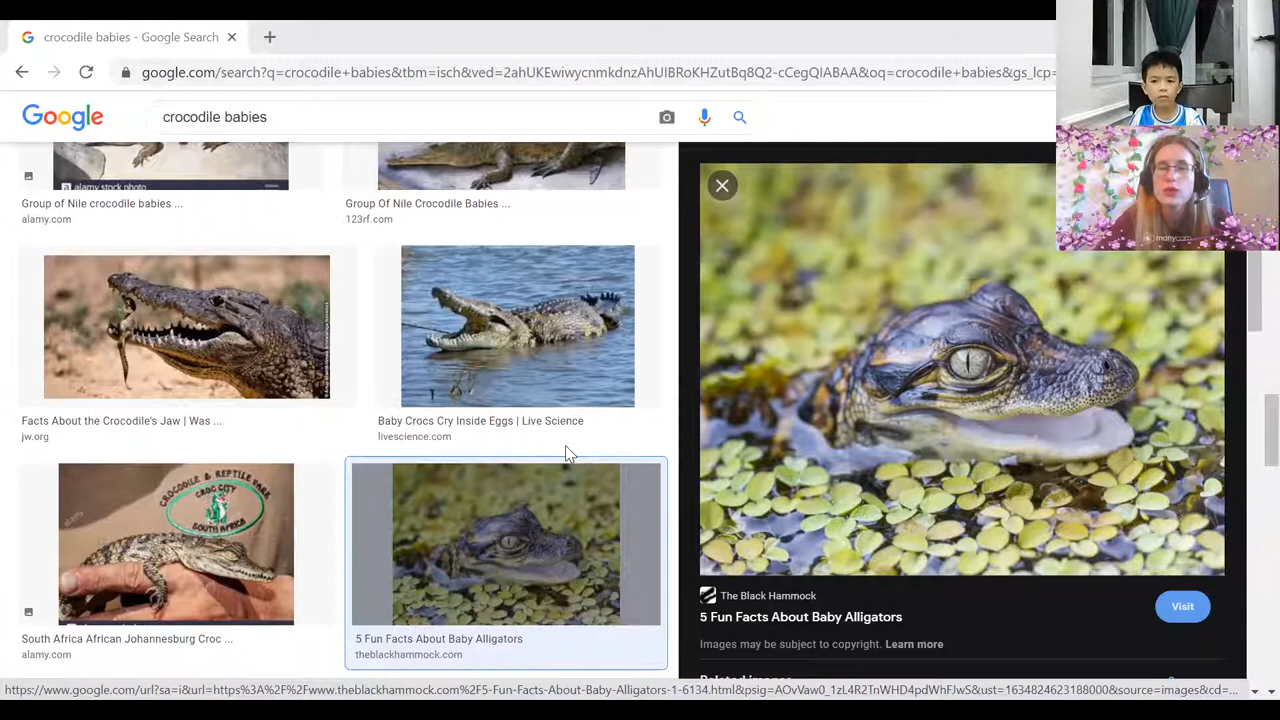 crocodile babies - Google Search
google.com/search?q=crocodile+babies&tbm=isch&ved=2ahUKEwiwycnmkdnzAhUIBRoKHZutBq8Q2-cCegQIABAA&oq=crocodile+babies&gs_lcp=
Google
crocodile babies
a alamy stock photo
Group of Nile crocodile babies ...
alamy.com
Group Of Nile Crocodile Babies ...
123rf.com
Facts About the Crocodile's Jaw | Was ...
jw.org
Baby Crocs Cry Inside Eggs | Live Science
livescience.com
CROCODILE & REPTILE PARK
CROC CITY
SOUTH AFRICA
alamy
South Africa African Johannesburg Croc ...
alamy.com
5 Fun Facts About Baby Alligators
theblackhammock.com
manycam
The Black Hammock
5 Fun Facts About Baby Alligators
Visit
Images may be subject to copyright. Learn more
Related images
https://www.google.com/url?sa=i&url=https%3A%2F%2Fwww.theblackhammock.com%2F5-Fun-Facts-About-Baby-Alligators-1-6134.html&psig=AOvVaw0_1zL4R2TnWHD4pdWhFJwS&ust=1634824623188000&source=images&cd=...